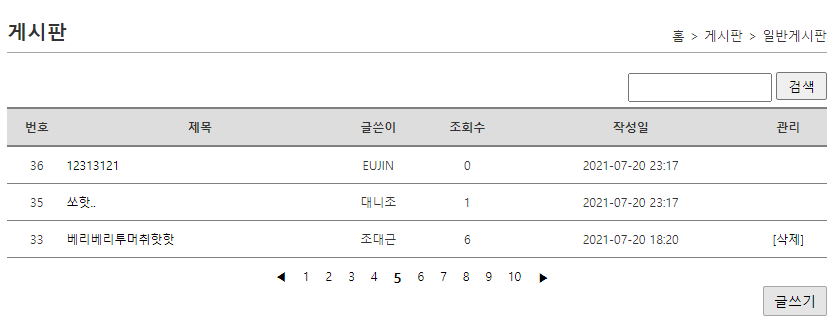 게시판
홈 > 게시판 > 일반게시판
검색
번호 제목 글쓴이 조회수 작성일 관리
36 12313121 EUJIN 0 2021-07-20 23:17
35 쏘핫.. 대니조 1 2021-07-20 23:17
33 베리베리투머취핫핫 조대근 6 2021-07-20 18:20 [삭제]
◀ 1 2 3 4 5 6 7 8 9 10 ▶
글쓰기